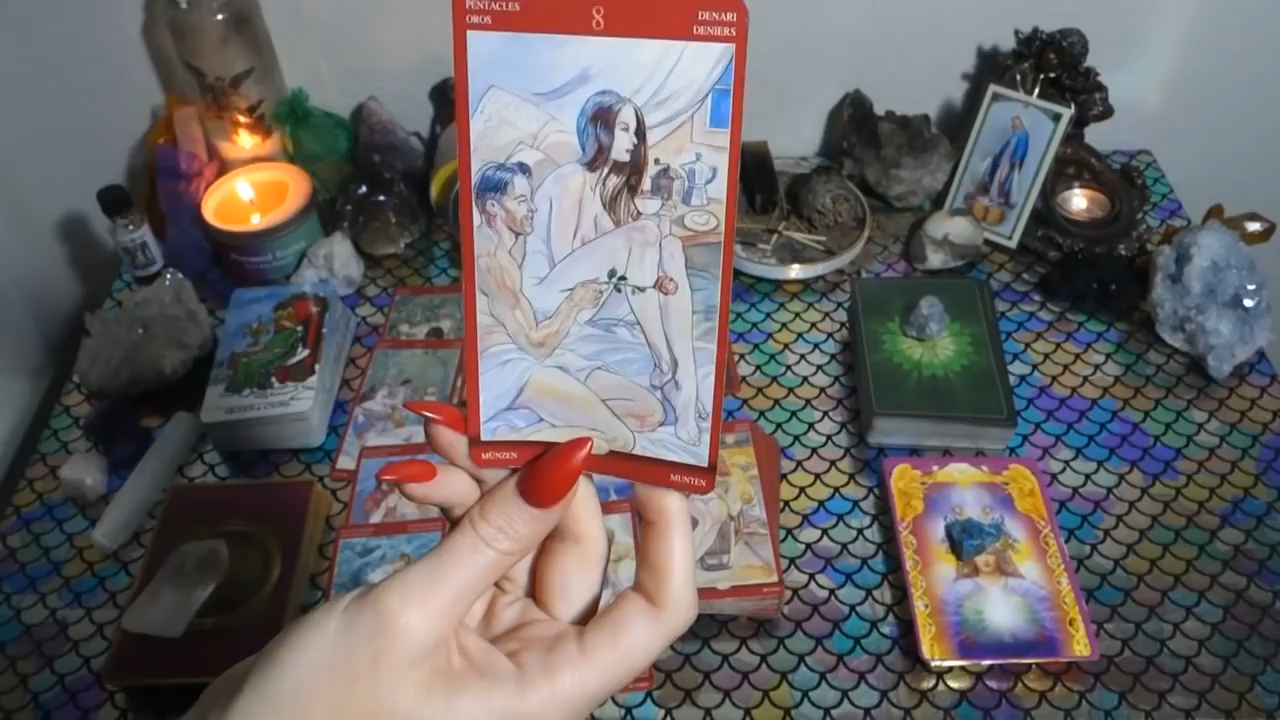 PENTACLES
OROS
8
DENARI
DENIERS
MÜNZEN
MUNTEN